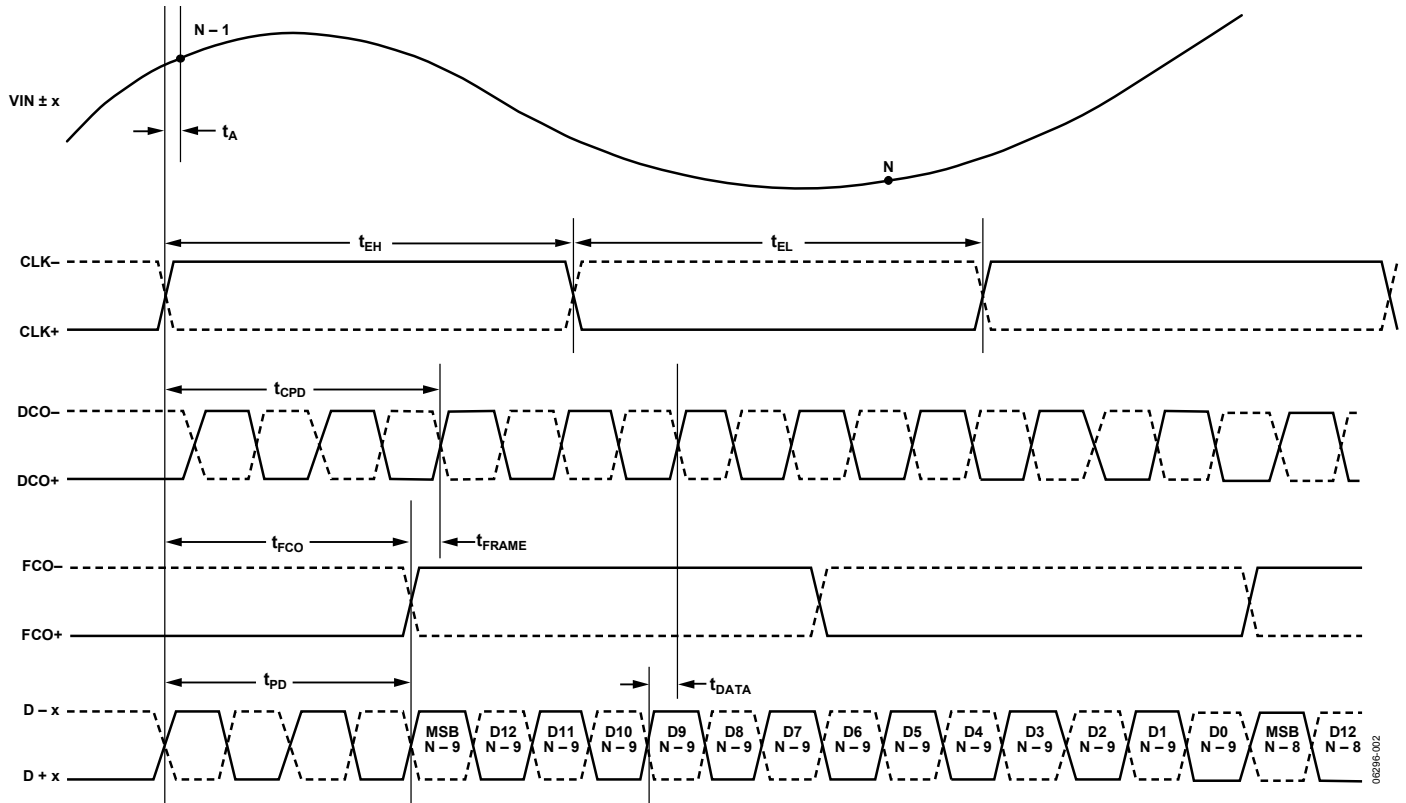 N – 1
VIN ± x
tA
N
tEH
tEL
CLK–
CLK+
tCPD
DCO–
DCO+
tFCO
tFRAME
FCO–
FCO+
tPD
tDATA
D – x
MSB N – 9
D12 N – 9
D11 N – 9
D10 N – 9
D9 N – 9
D8 N – 9
D7 N – 9
D6 N – 9
D5 N – 9
D4 N – 9
D3 N – 9
D2 N – 9
D1 N – 9
D0 N – 9
MSB N – 8
D12 N – 8
D + x
06296-002